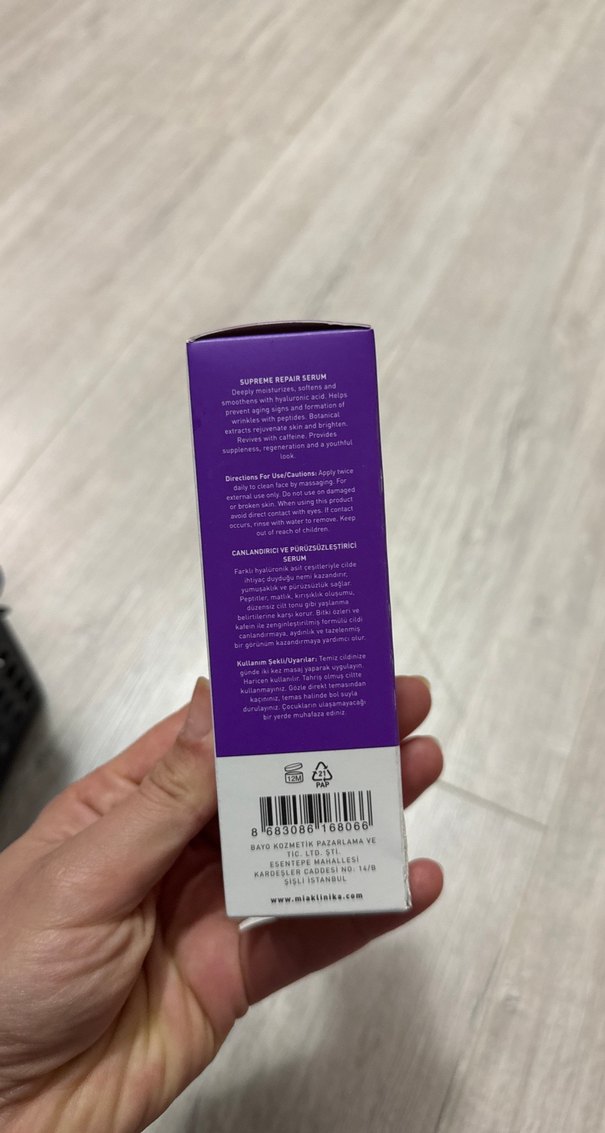 SUPREME REPAIR SERUM
Deeply moisturizes, softens and
smoothens with hyaluronic acid. Helps
prevent aging signs and formation of
wrinkles with peptides. Botanical
extracts rejuvenate skin and brighten.
Revives with caffeine. Provides
suppleness, regeneration and a youthful
look.
Directions For Use/Cautions: Apply twice
daily to clean face by massaging. For
external use only. Do not use on damaged
or broken skin. When using this product
avoid direct contact with eyes. If contact
occurs, rinse with water to remove. Keep
out of reach of children.
CANLANDIRICI VE PÜRÜZSÜZLEŞTİRİCİ
SERUM
Farklı hyalüronik asit çeşitleriyle cilde
ihtiyaç duyduğu nemi kazandırır,
yumuşaklık ve pürüzsüzlük sağlar.
Peptitler, matlık, kırışıklık oluşumu,
düzensiz cilt tonu gibi yaşlanma
belirtilerine karşı korur. Bitki özleri ve
kafein ile zenginleştirilmiş formülü cildi
canlandırmaya, aydınlık ve tazelenmiş
bir görünüm kazandırmaya yardımcı olur.
Kullanım Şekli/Uyarılar: Temiz cildinize
günde iki kez masaj yaparak uygulayın.
Haricen kullanılır. Tahriş olmuş ciltte
kullanmayınız. Gözle direkt temasından
kaçınınız, temas halinde bol suyla
durulayınız. Çocukların ulaşamayacağı
bir yerde muhafaza ediniz.
12M
21
PAP
8 683086 168066
BAYG KOZMETİK PAZARLAMA VE
TİC. LTD. ŞTİ.
ESENTEPE MAHALLESİ
KARDEŞLER CADDESİ NO: 14/B
ŞİŞLİ İSTANBUL
www.miaklinika.com